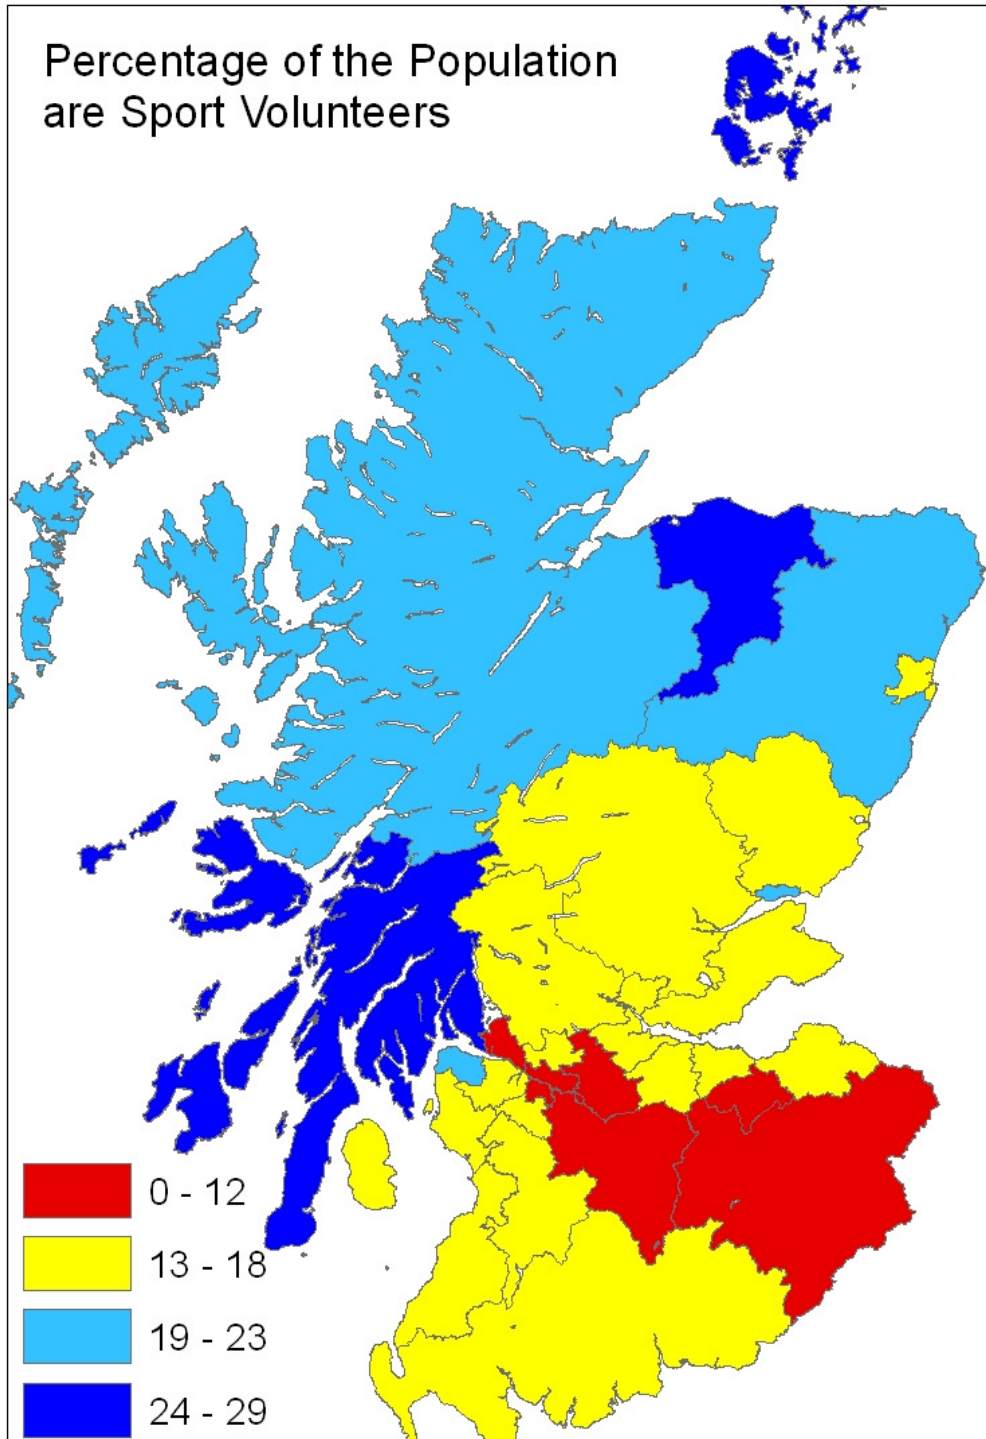 Percentage of the Population
are Sport Volunteers
0 - 12
13 - 18
19 - 23
24 - 29